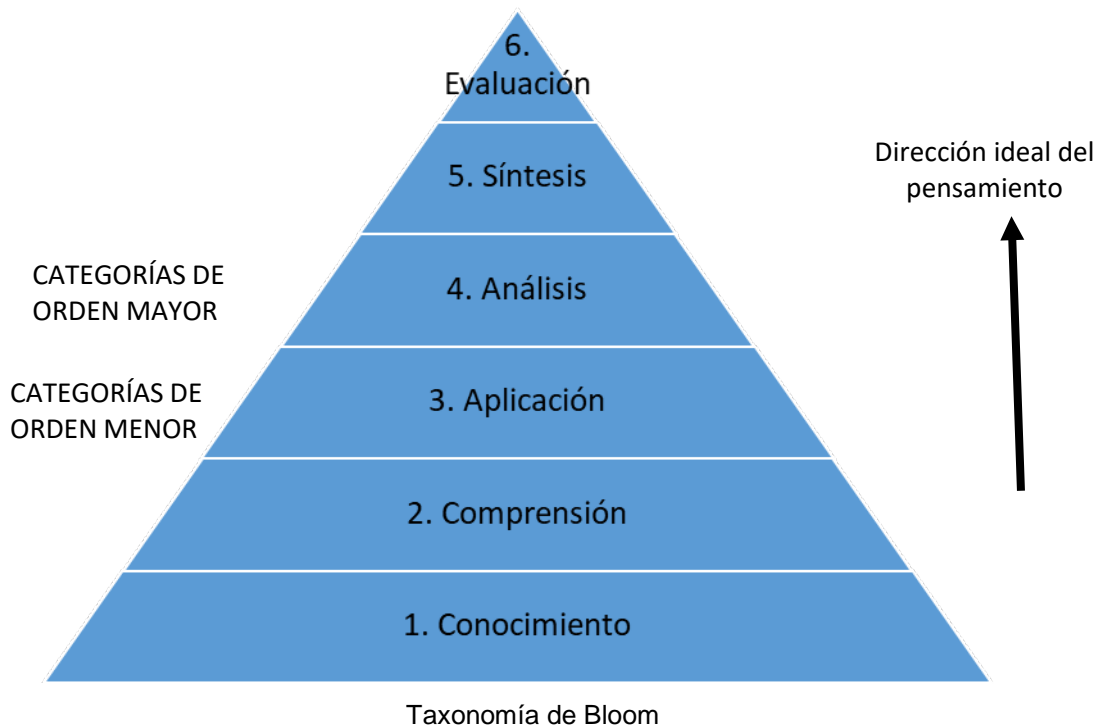 6.
Evaluación
5. Síntesis
Dirección ideal del
pensamiento
CATEGORÍAS DE
ORDEN MAYOR
4. Análisis
CATEGORÍAS DE
ORDEN MENOR
3. Aplicación
2. Comprensión
1. Conocimiento
Taxonomía de Bloom